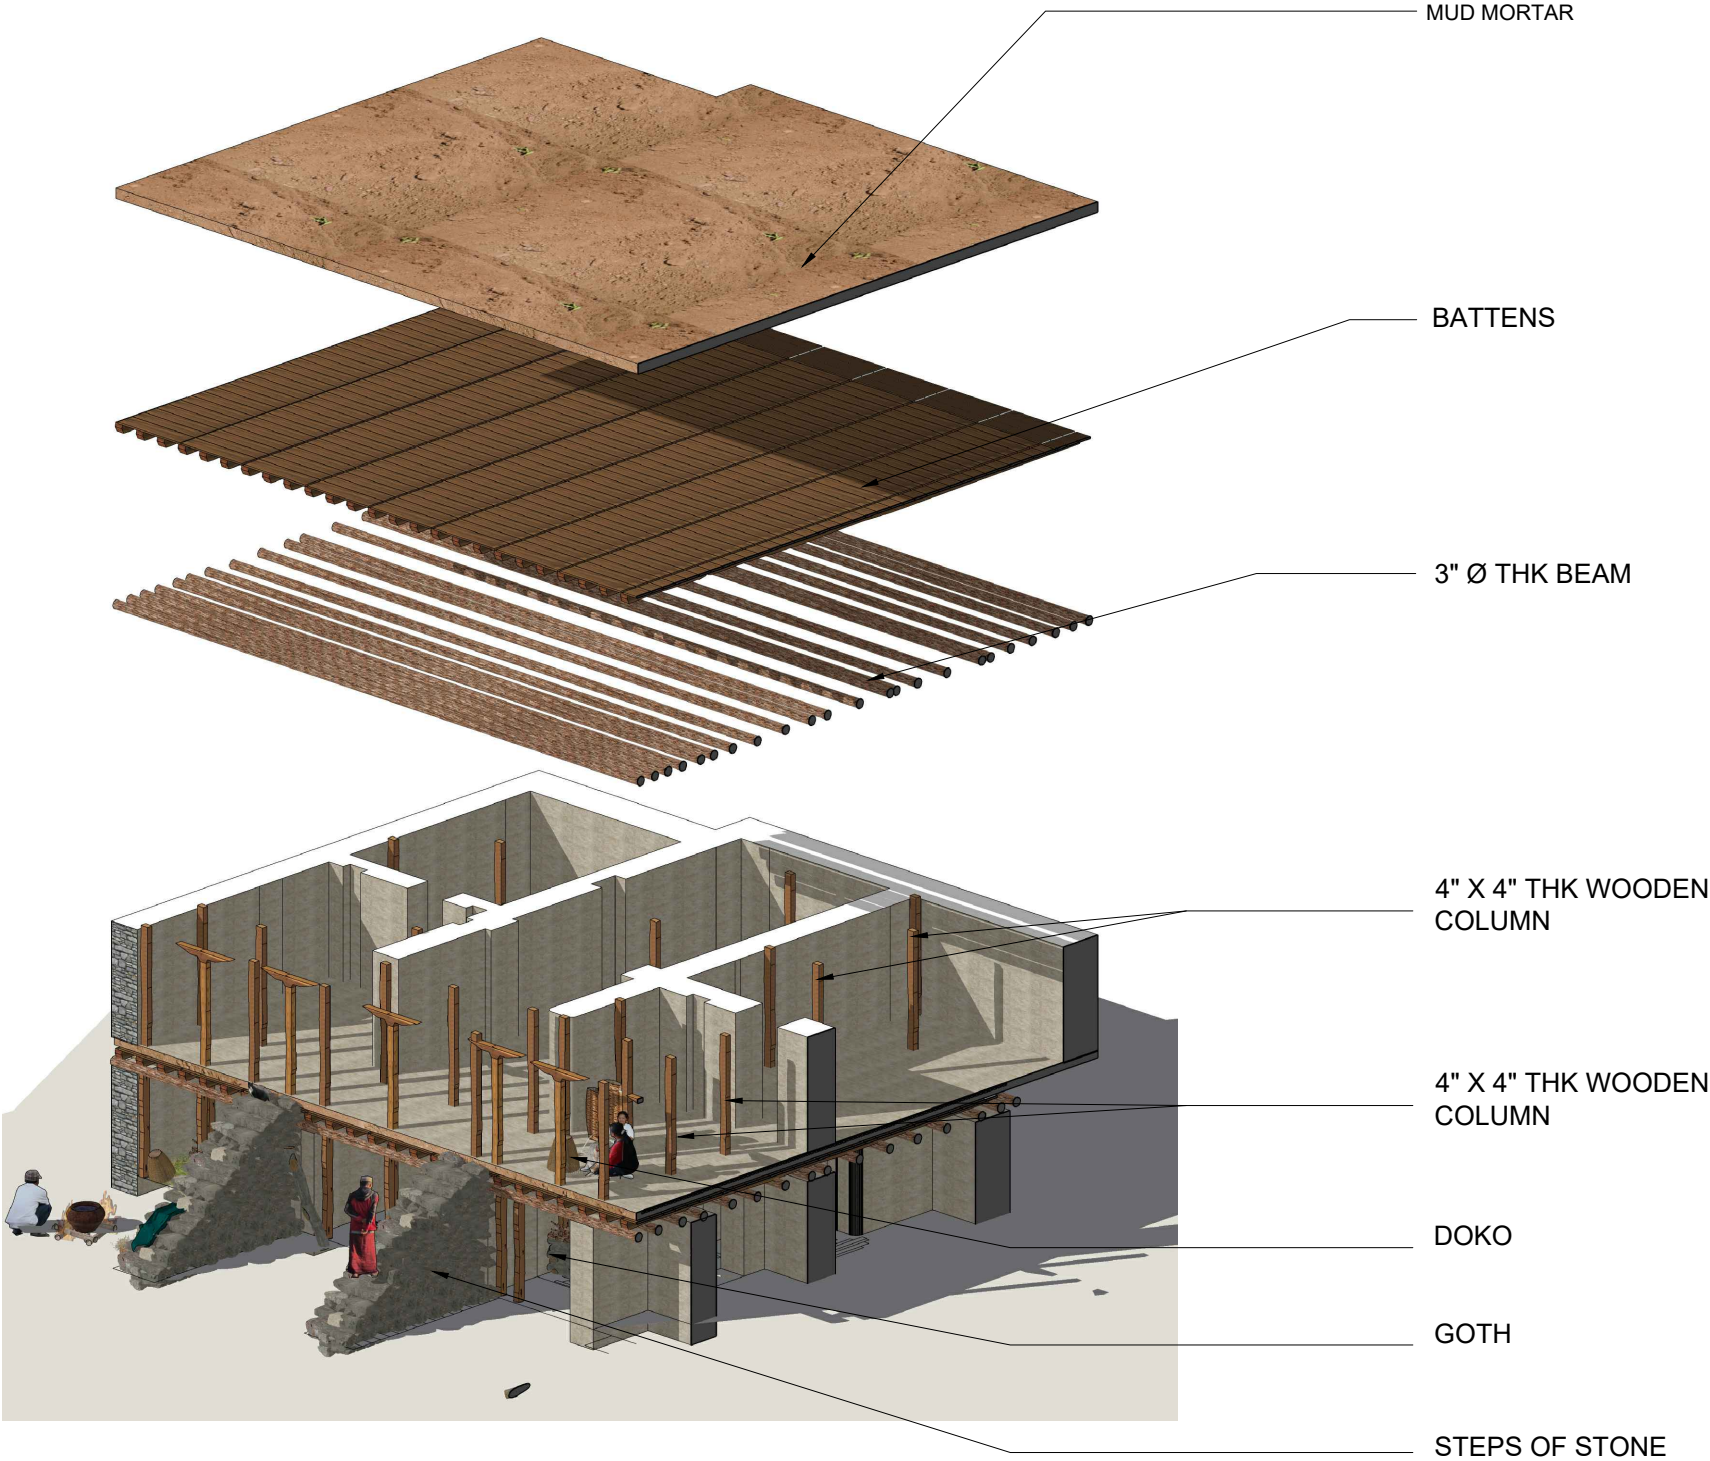 MUD MORTAR
BATTENS
3" Ø THK BEAM
4" X 4" THK WOODEN
COLUMN
4" X 4" THK WOODEN
COLUMN
DOKO
GOTH
STEPS OF STONE